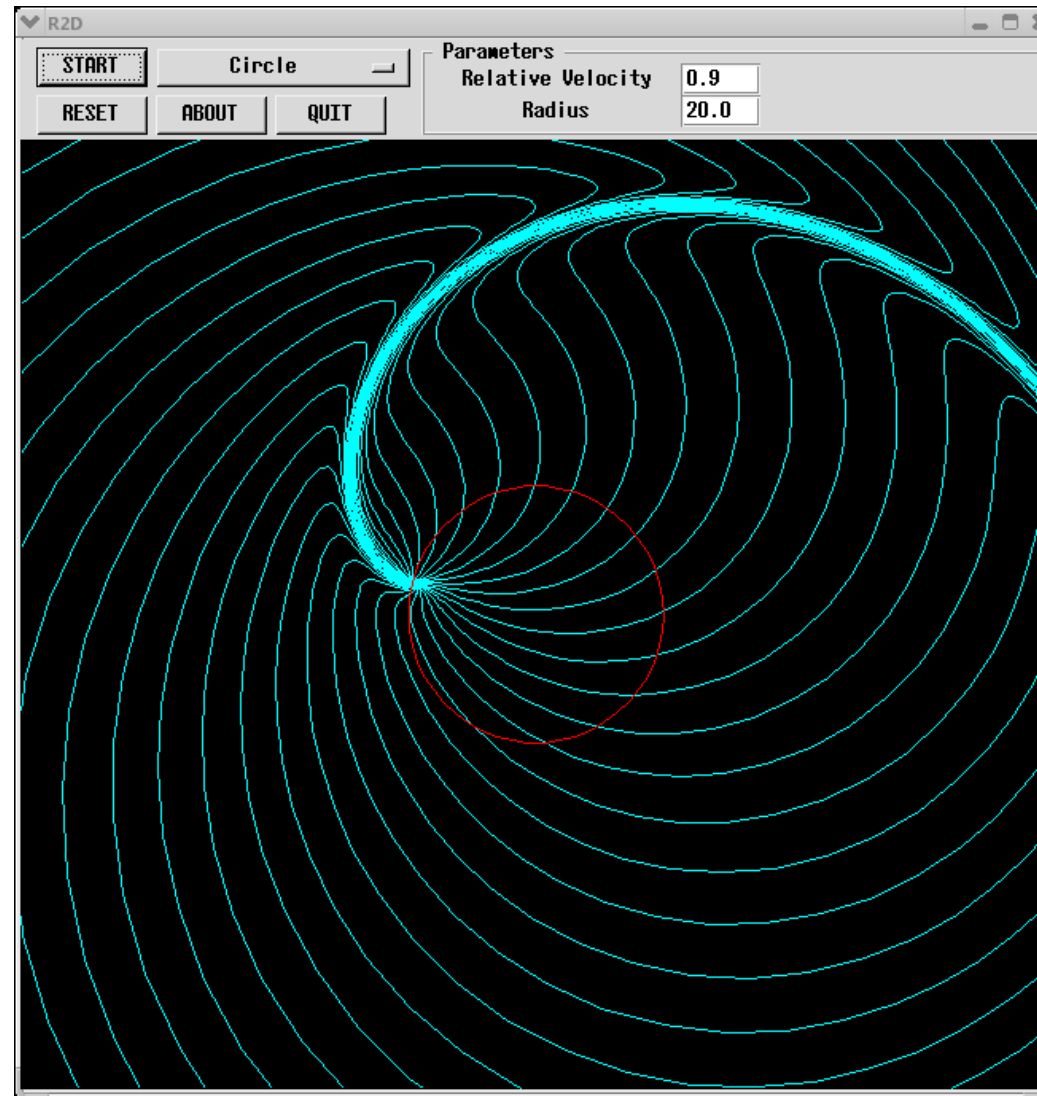 R2D
START
Circle
RESET
ABOUT
QUIT
Parameters
Relative Velocity
0.9
Radius
20.0